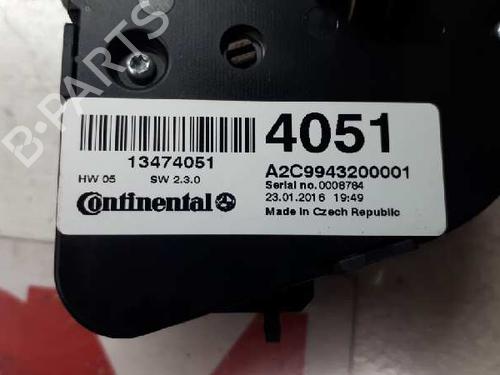 4051
13474051
HW 05 SW 2.3.0
Continental
A2C9943200001
Serial no.0008784
23.01.2016 19:49
Made in Czech Republic
B-PARTS